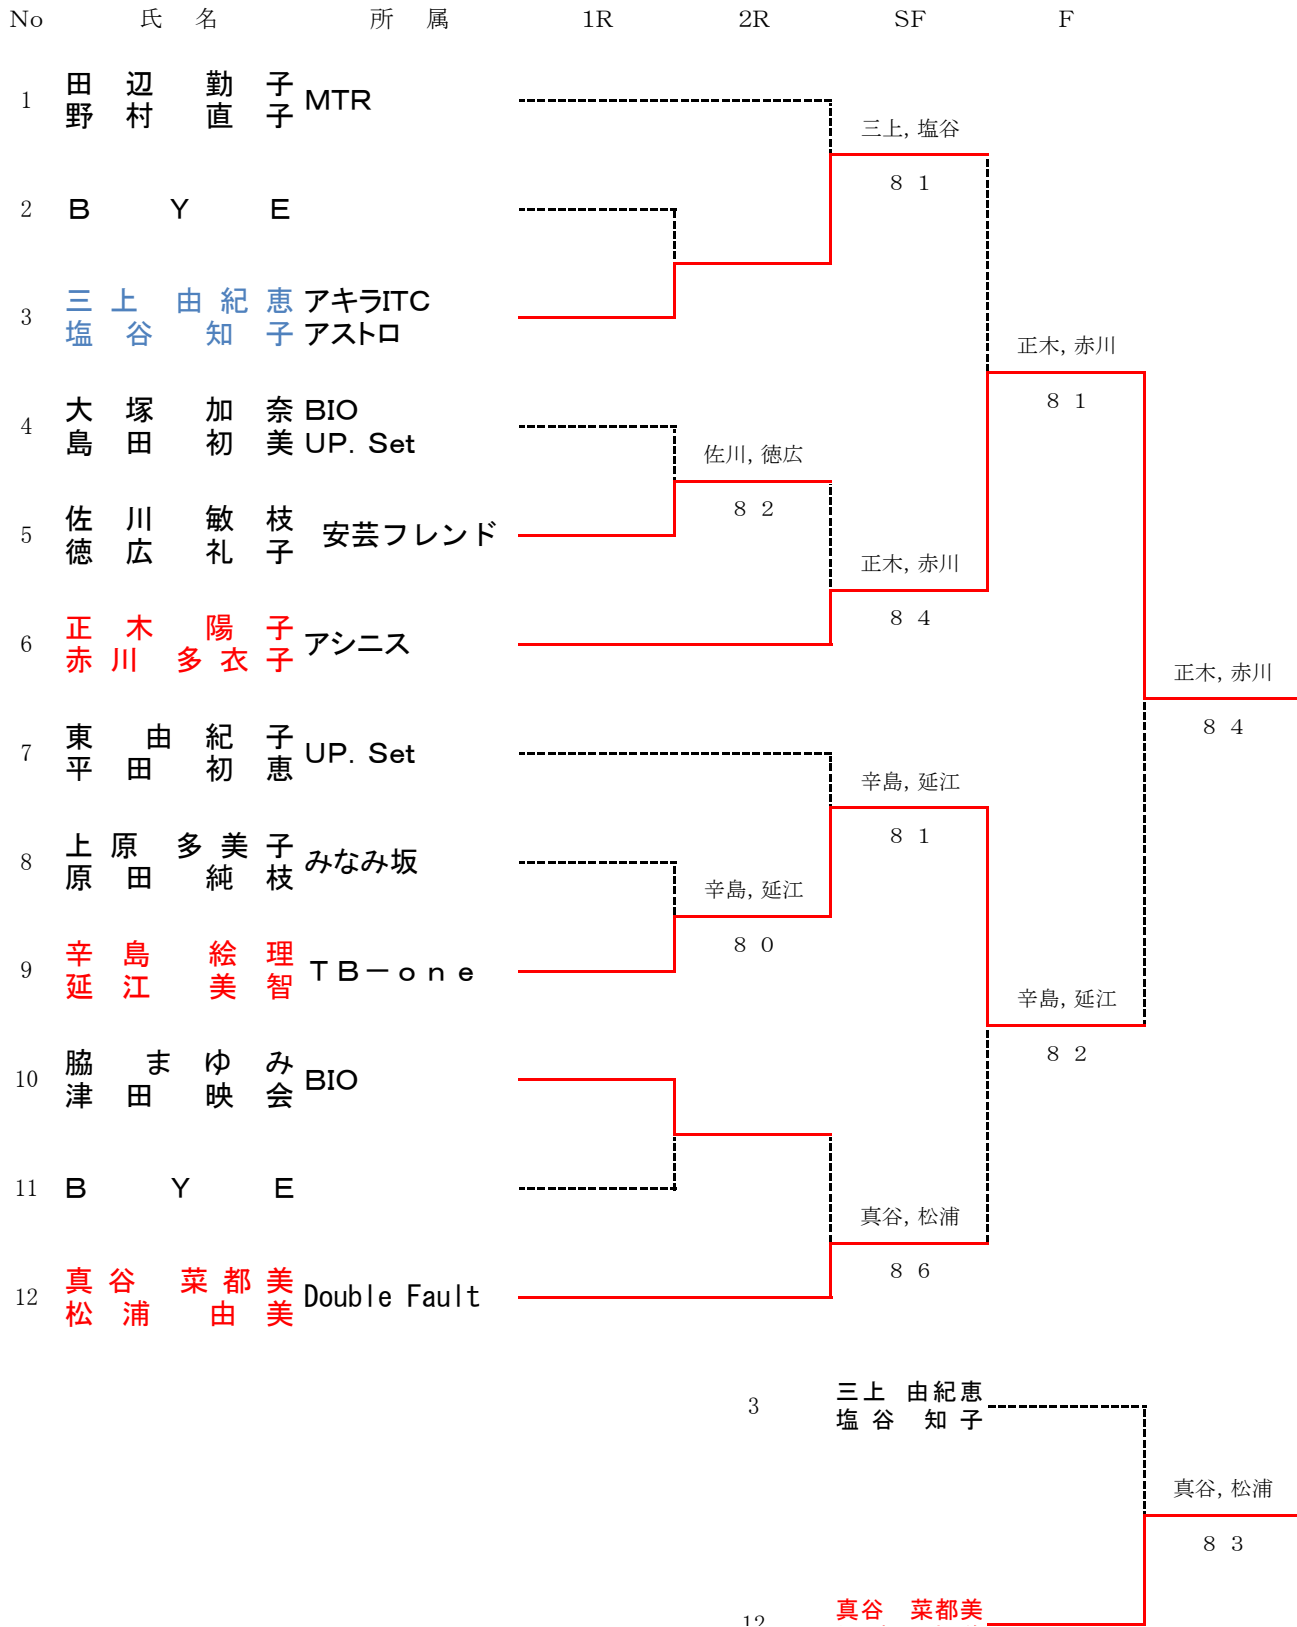 No 氏 名 所 属 1R 2R SF F
田辺 勤子
1 MTR
野村 直子
三上, 塩谷
8 1
2 B Y E
三上 由紀恵 アキラITC
3
塩谷 知子 アストロ
正木, 赤川
8 1
大塚 加奈 BIO
4
島田 初美 UP. Set
佐川, 徳広
8 2
佐川 敏枝
5 安芸フレンド
徳広 礼子
正木, 赤川
8 4
正木 陽子
6 アシニス
赤川 多衣子
正木, 赤川
8 4
東 由紀子
7 UP. Set
平田 初恵
辛島, 延江
8 1
上原 多美子
8 みなみ坂
原田 純枝
辛島, 延江
8 0
辛島 絵理
9 TB－one
延江 美智
辛島, 延江
8 2
脇 まゆみ
10 BIO
津田 映会
11 B Y E
真谷, 松浦
8 6
真谷 菜都美
12 Double Fault
松浦 由美
三上 由紀恵
3
塩谷 知子
真谷, 松浦
8 3
真谷 菜都美
12